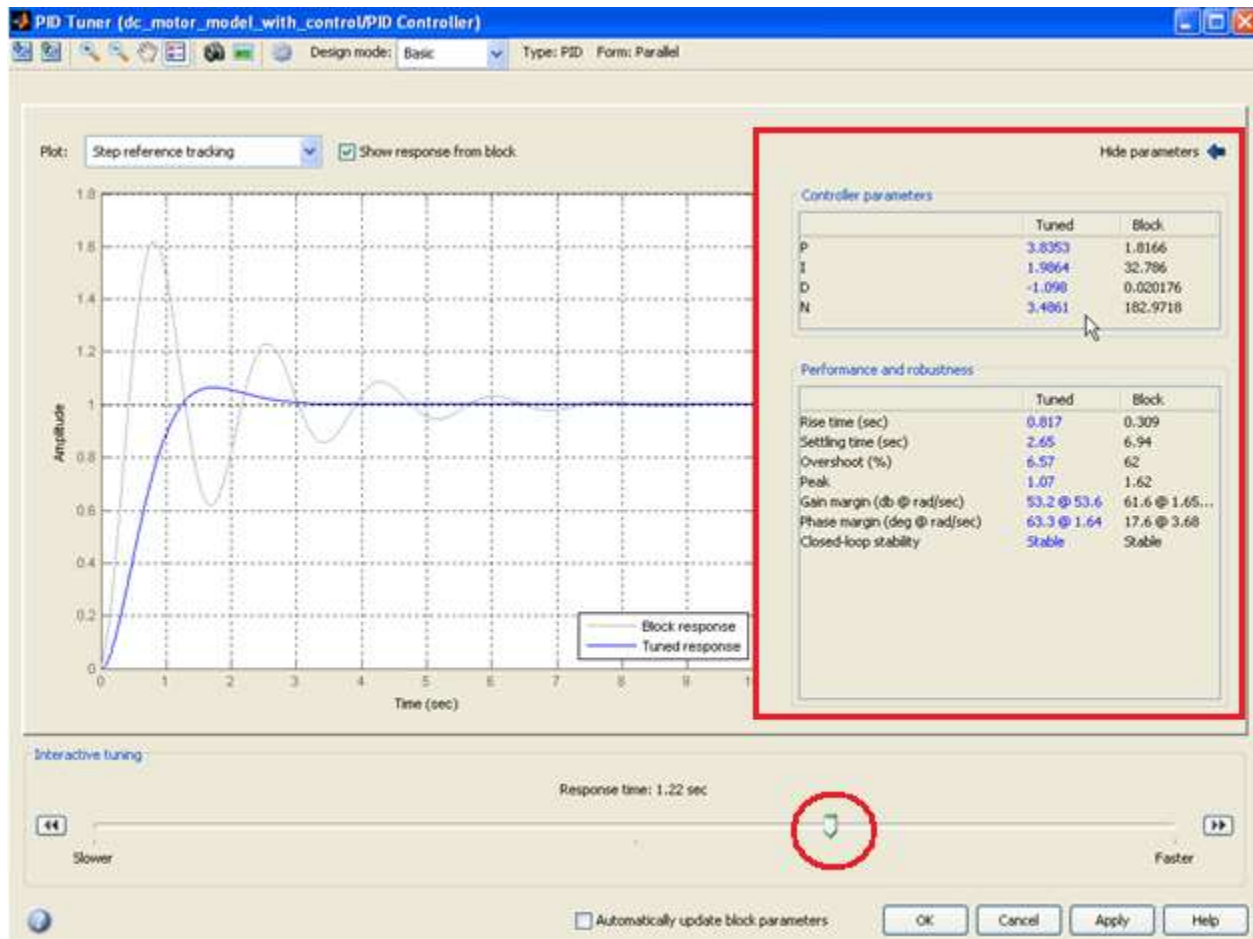 PID Tuner (dc_motor_model_with_control/PID Controller)
Design mode: Basic Type: PID Form: Parallel
Plot: Step reference tracking Show response from block
Hide parameters
Controller parameters
Tuned Block
P 3.8353 1.8166
I 1.9864 32.786
D -1.098 0.020176
N 3.4861 182.9718
Performance and robustness
Tuned Block
Rise time (sec) 0.817 0.309
Settling time (sec) 2.65 6.94
Overshoot (%) 6.57 62
Peak 1.07 1.62
Gain margin (db @ rad/sec) 53.2 @ 53.6 61.6 @ 1.65...
Phase margin (deg @ rad/sec) 63.3 @ 1.64 17.6 @ 3.68
Closed-loop stability Stable Stable
1.8
1.6
1.4
1.2
1
0.8
0.6
0.4
0.2
0
Amplitude
Block response
Tuned response
0 1 2 3 4 5 6 7 8 9 1
Time (sec)
Interactive tuning
Response time: 1.22 sec
Slower Faster
Automatically update block parameters OK Cancel Apply Help